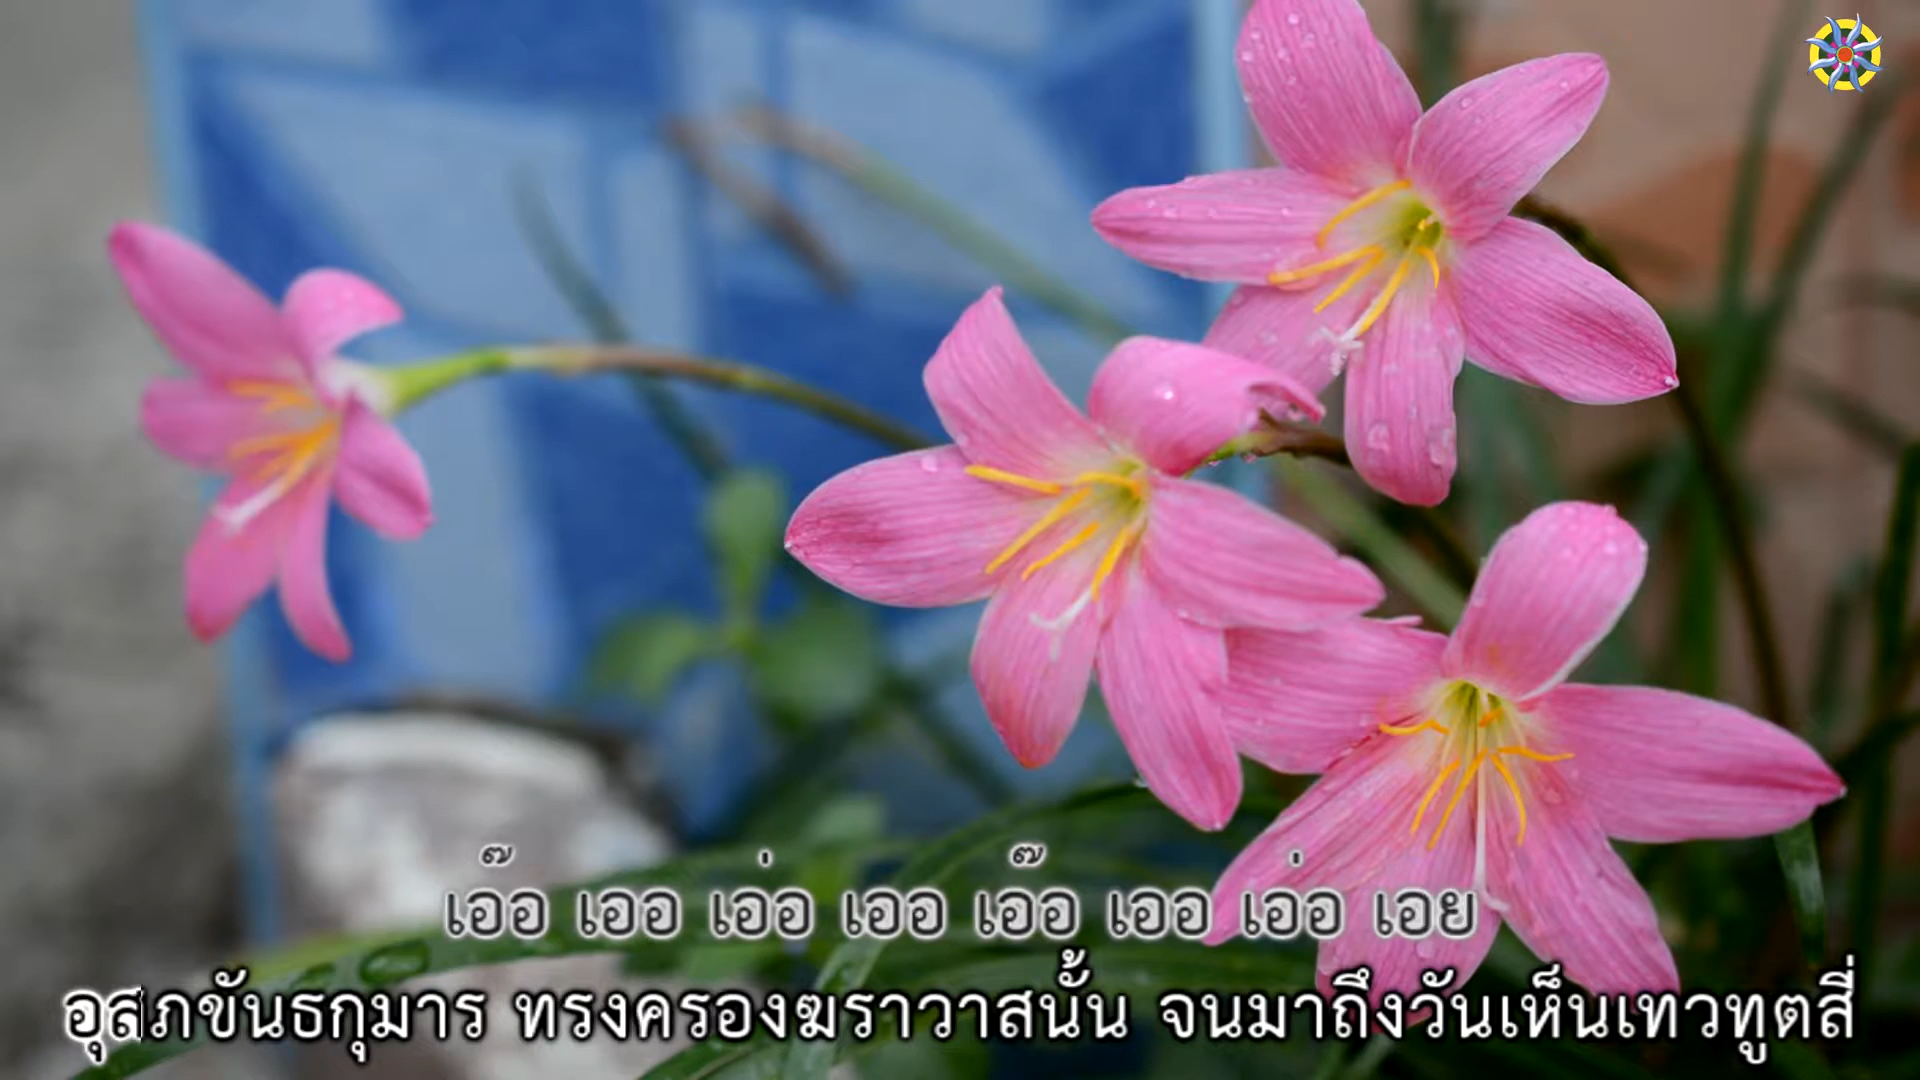 เอ๊อ เออ เอ่อ เออ เอ๊อ เออ เอ่อ เอย
อุสภขันธกุมาร ทรงครองฆราวาสนั้น จนมาถึงวันเห็นเทวทูตสี่